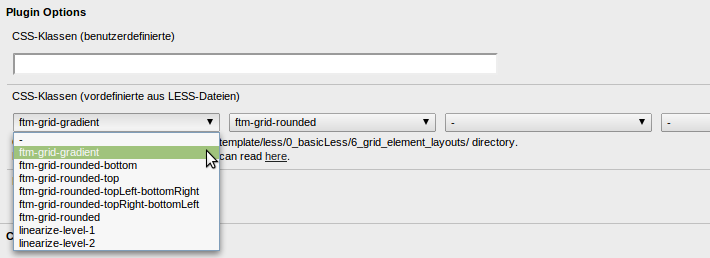 Plugin Options
CSS-Klassen (benutzerdefinierte)
CSS-Klassen (vordefinierte aus LESS-Dateien)
ftm-grid-gradient ftm-grid-rounded - -
-
template/less/0_basicLess/6_grid_element_layouts/ directory.
ftm-grid-gradient
can read here.
ftm-grid-rounded-bottom
ftm-grid-rounded-top
ftm-grid-rounded-topLeft-bottomRight
ftm-grid-rounded-topRight-bottomLeft
ftm-grid-rounded
linearize-level-1
linearize-level-2